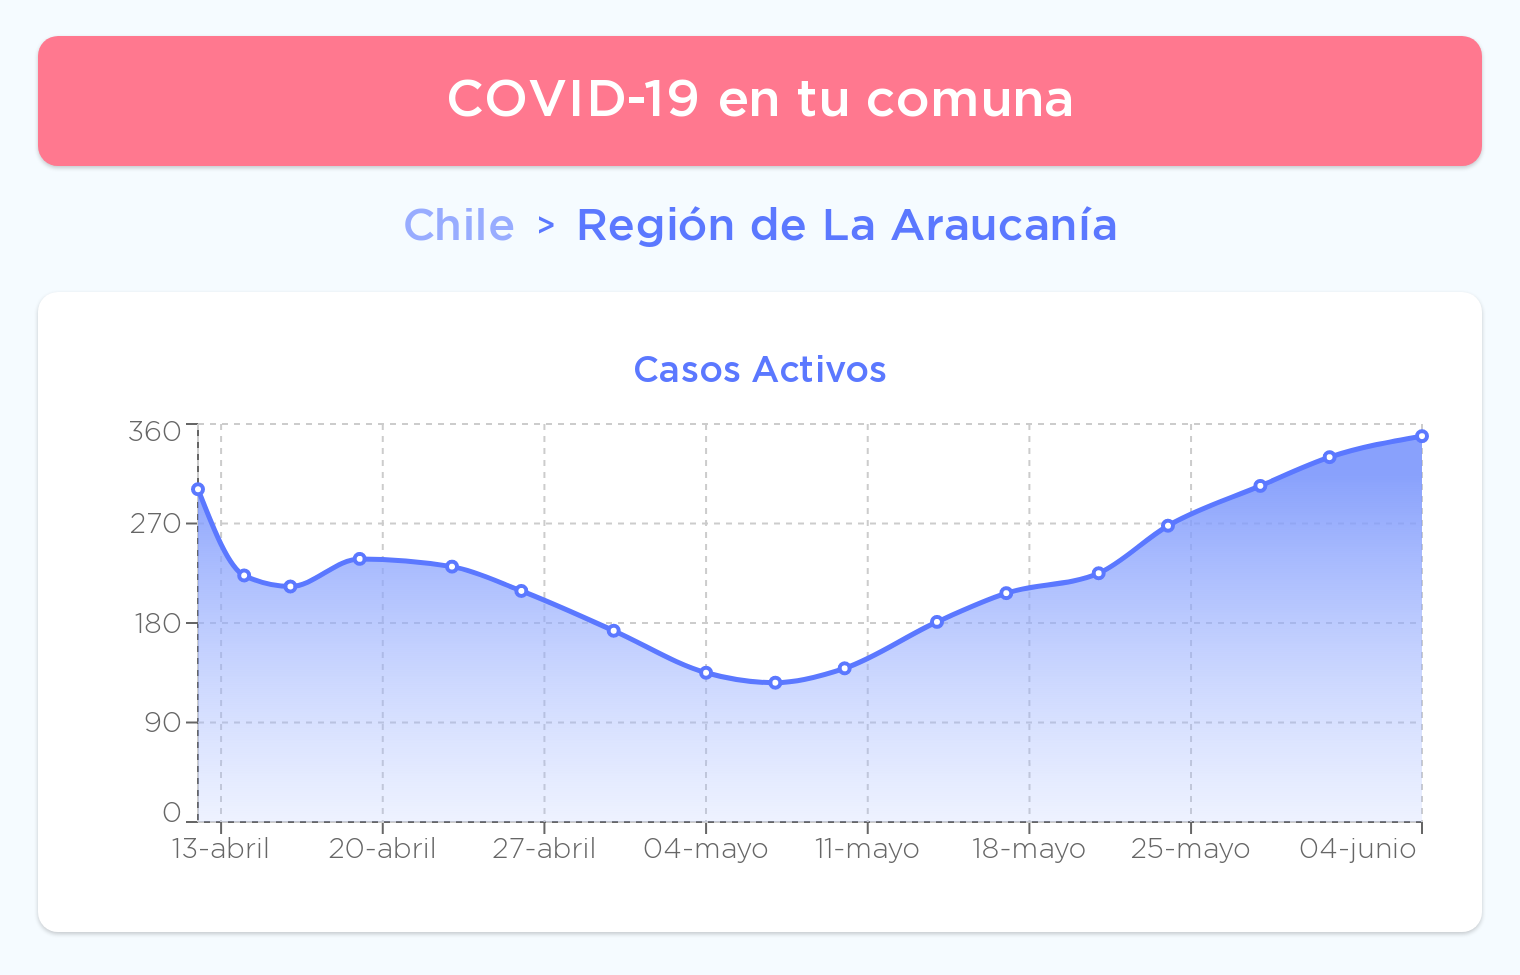 COVID-19 en tu comuna
Chile > Región de La Araucanía
Casos Activos
360
270
180
90
0
13-abril 20-abril 27-abril 04-mayo 11-mayo 18-mayo 25-mayo 04-junio